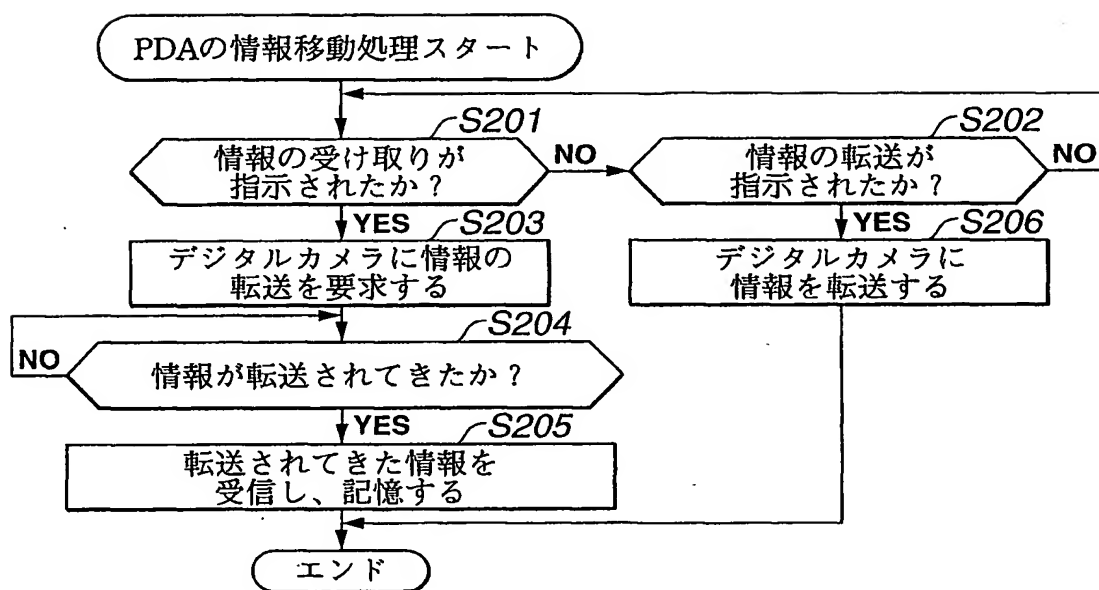 PDAの情報移動処理スタート
S201
情報の受け取りが
指示されたか？
NO
YES
S202
情報の転送が
指示されたか？
NO
YES
S203
デジタルカメラに情報の
転送を要求する
S206
デジタルカメラに
情報を転送する
S204
情報が転送されてきたか？
NO
YES
S205
転送されてきた情報を
受信し、記憶する
エンド